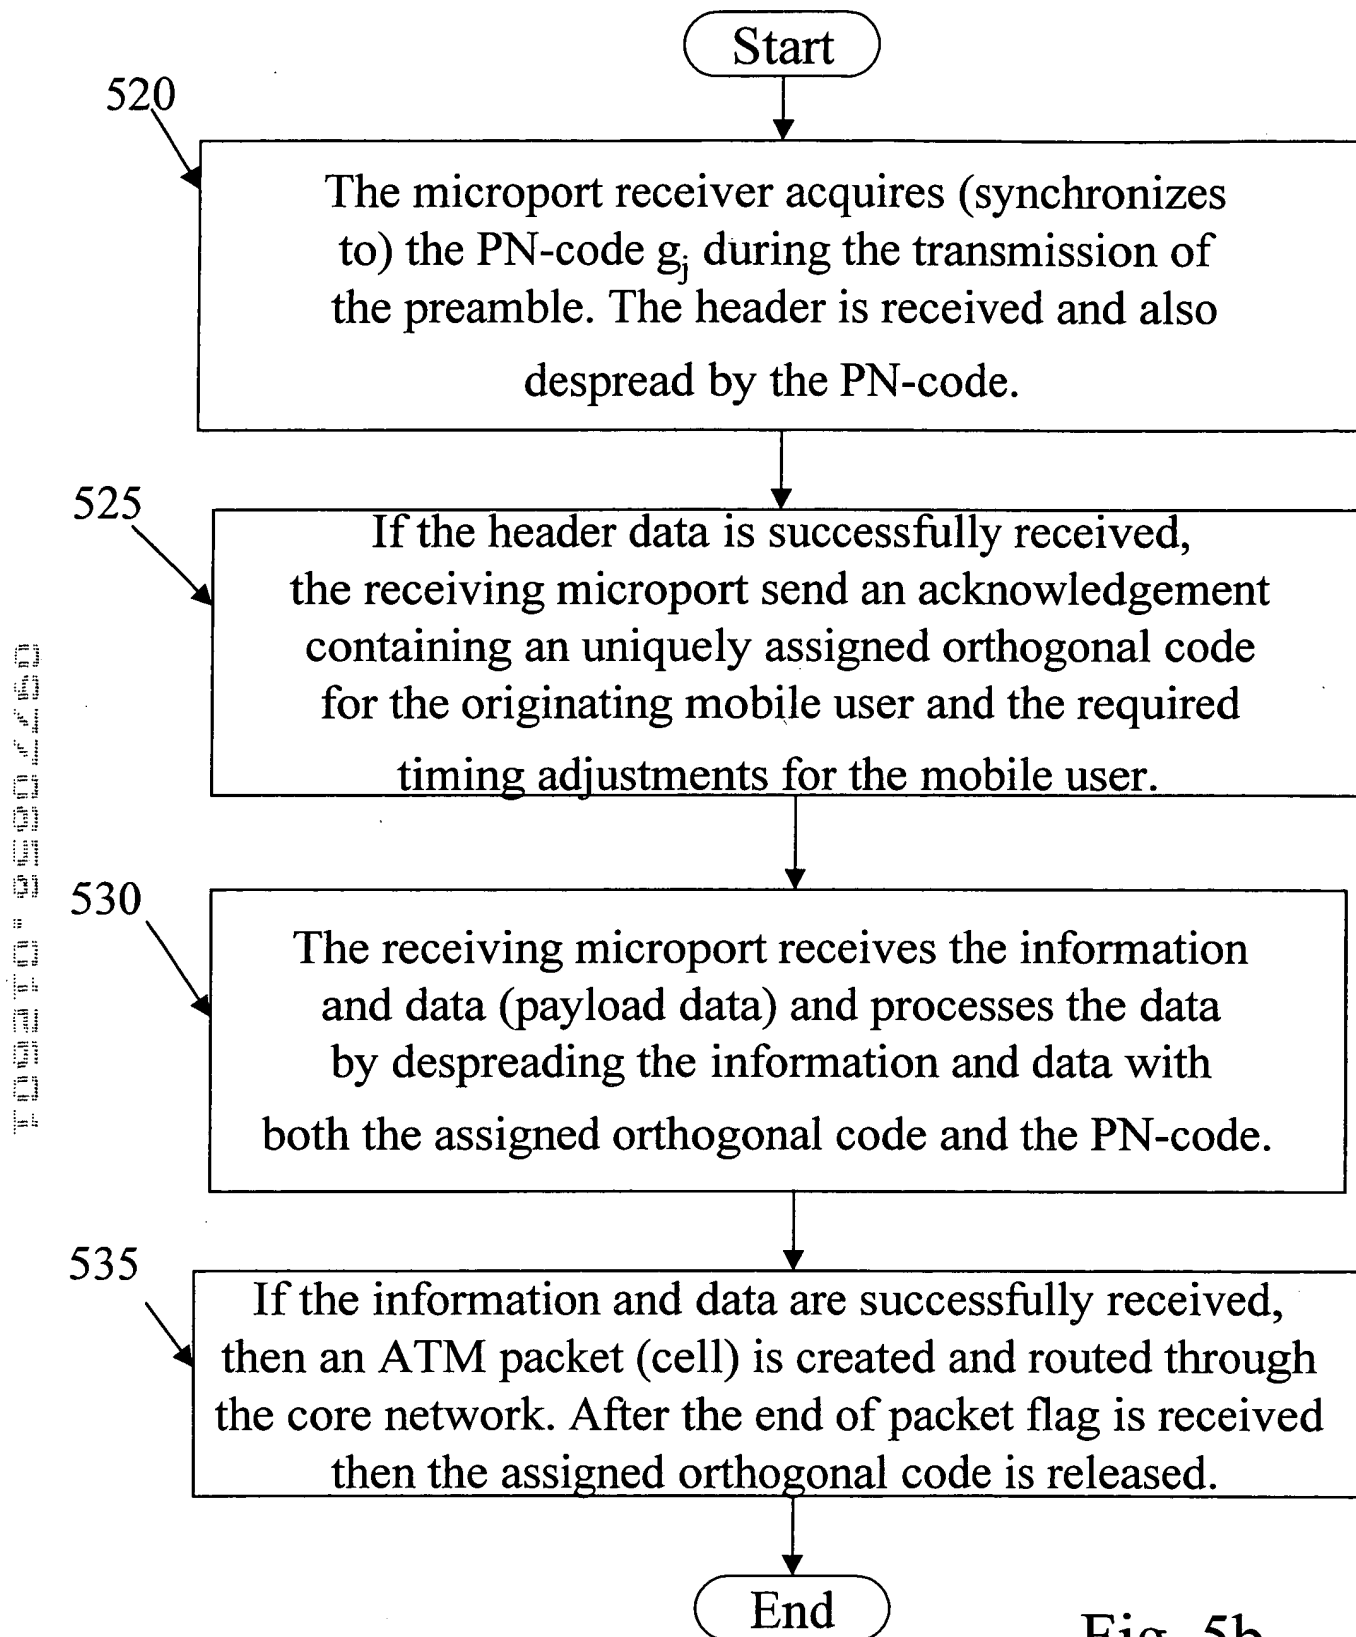 Start
520
The microport receiver acquires (synchronizes
to) the PN-code gj during the transmission of
the preamble. The header is received and also
despread by the PN-code.
525
If the header data is successfully received,
the receiving microport send an acknowledgement
containing an uniquely assigned orthogonal code
for the originating mobile user and the required
timing adjustments for the mobile user.
530
The receiving microport receives the information
and data (payload data) and processes the data
by despreading the information and data with
both the assigned orthogonal code and the PN-code.
535
If the information and data are successfully received,
then an ATM packet (cell) is created and routed through
the core network. After the end of packet flag is received
then the assigned orthogonal code is released.
End
Fig. 5b